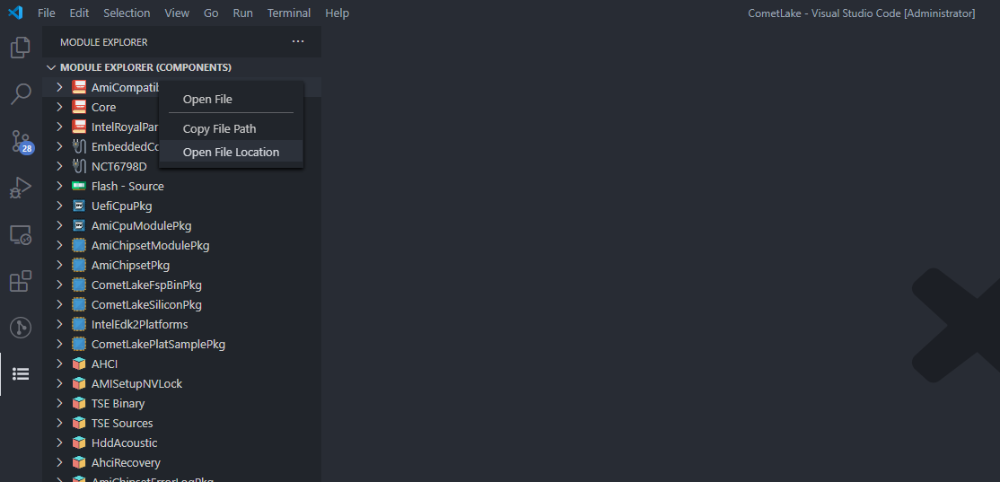 File Edit Selection View Go Run Terminal Help CometLake - Visual Studio Code [Administrator]
MODULE EXPLORER ...
MODULE EXPLORER (COMPONENTS)
AmiCompatib
Open File
Core
IntelRoyalPar
Copy File Path
EmbeddedCo
Open File Location
28
NCT6798D
Flash - Source
UefiCpuPkg
AmiCpuModulePkg
AmiChipsetModulePkg
AmiChipsetPkg
CometLakeFspBinPkg
CometLakeSiliconPkg
IntelEdk2Platforms
CometLakePlatSamplePkg
AHCI
AMISetupNVLock
TSE Binary
TSE Sources
HddAcoustic
AhciRecovery
AmiChipsetErrorLogPkg